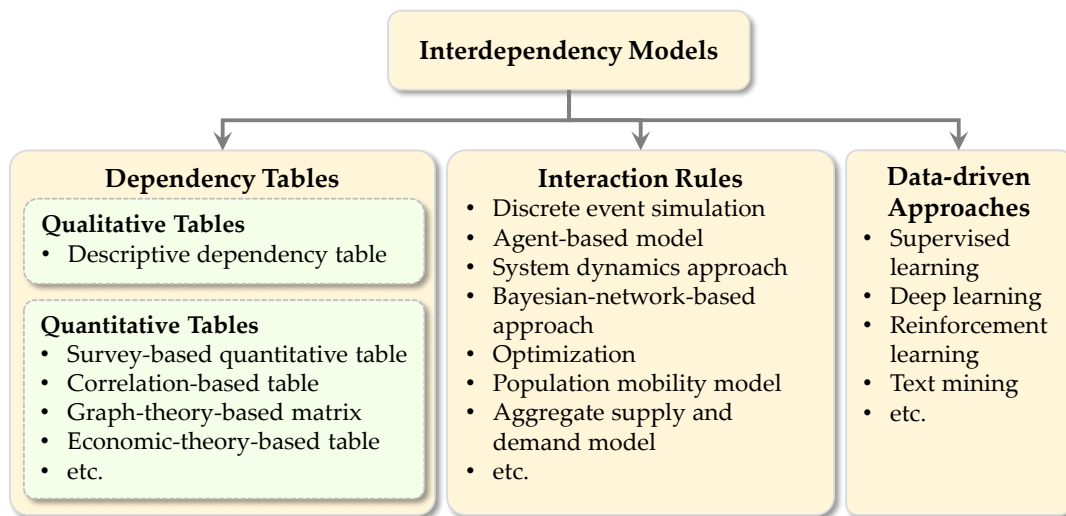 Interdependency Models
Dependency Tables
Qualitative Tables
• Descriptive dependency table
Quantitative Tables
• Survey-based quantitative table
• Correlation-based table
• Graph-theory-based matrix
• Economic-theory-based table
• etc.
Interaction Rules
• Discrete event simulation
• Agent-based model
• System dynamics approach
• Bayesian-network-based
approach
• Optimization
• Population mobility model
• Aggregate supply and
demand model
• etc.
Data-driven
Approaches
• Supervised
learning
• Deep learning
• Reinforcement
learning
• Text mining
• etc.